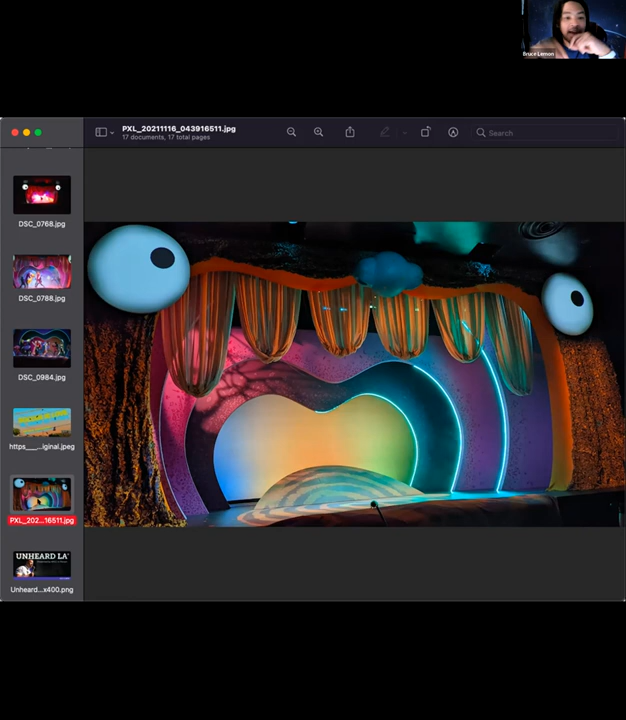 Bruce Lemon
PXL_20211116_043916511.jpg
17 documents, 17 total pages
Search
DSC_0768.jpg
DSC_0788.jpg
DSC_0984.jpg
https____...iginal.jpeg
PXL_202...16511.jpg
UNHEARD LA
Unheard...x400.png